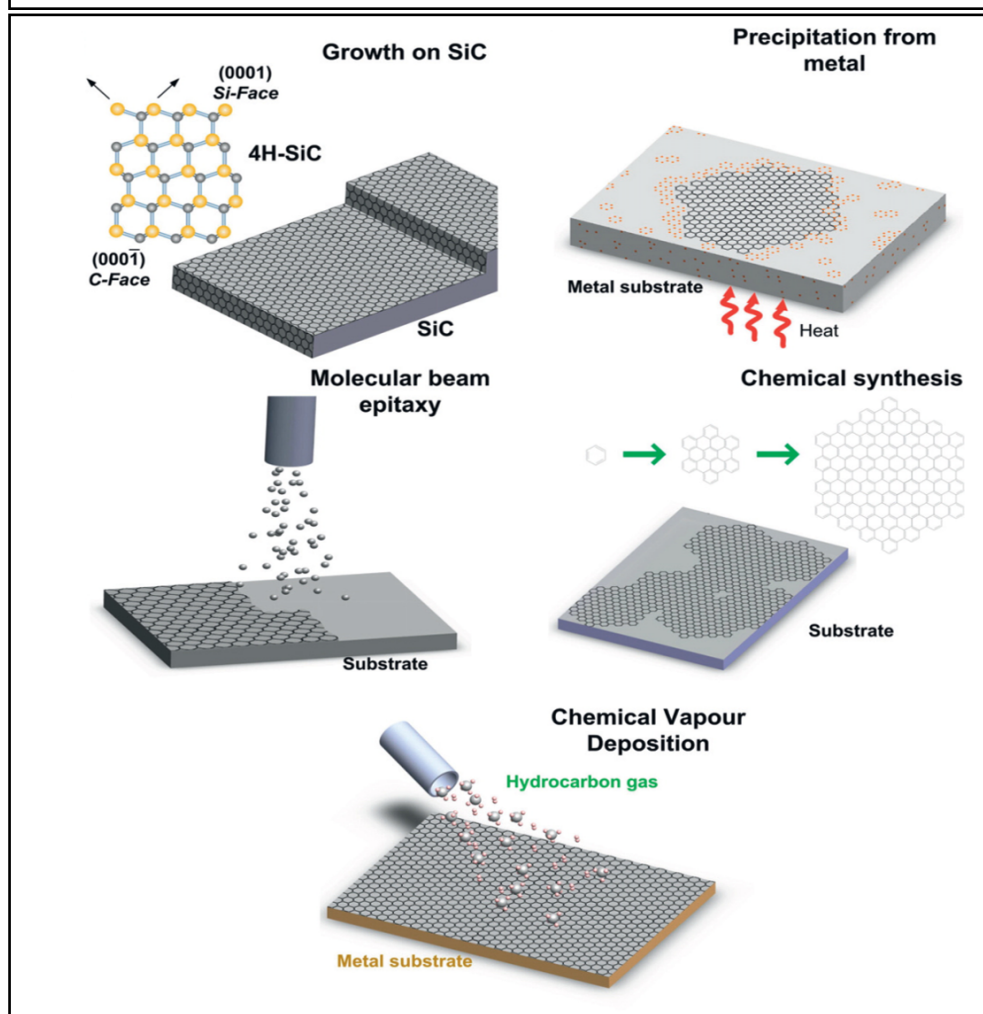 Growth on SiC
(0001)
Si-Face
4H-SiC
(0001̅)
C-Face
SiC
Precipitation from
metal
Metal substrate
Heat
Molecular beam
epitaxy
Substrate
Chemical synthesis
Substrate
Chemical Vapour
Deposition
Hydrocarbon gas
Metal substrate